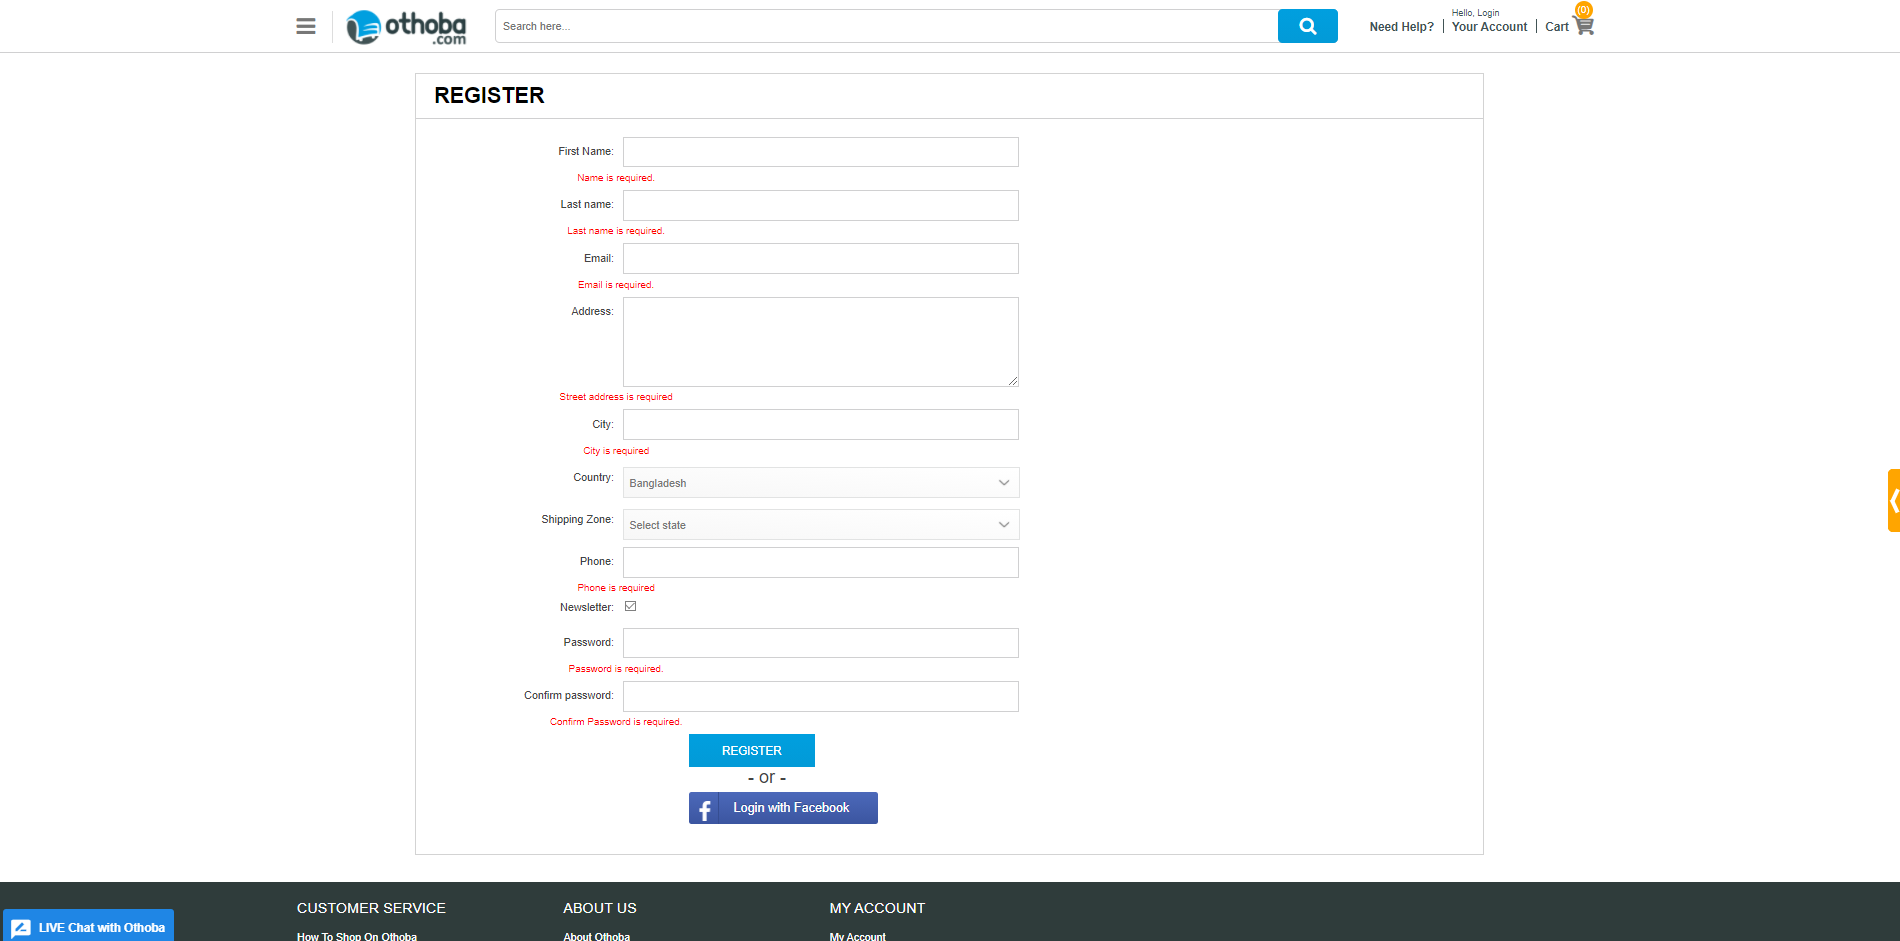 othoba
.com
Search here...
Need Help?
Hello, Login
Your Account
Cart
(0)
REGISTER
First Name:
Name is required.
Last name:
Last name is required.
Email:
Email is required.
Address:
Street address is required
City:
City is required
Country:
Bangladesh
Shipping Zone:
Select state
Phone:
Phone is required
Newsletter:
Password:
Password is required.
Confirm password:
Confirm Password is required.
REGISTER
- or -
f
Login with Facebook
CUSTOMER SERVICE
ABOUT US
MY ACCOUNT
LIVE Chat with Othoba
How To Shop On Othoba
About Othoba
My Account